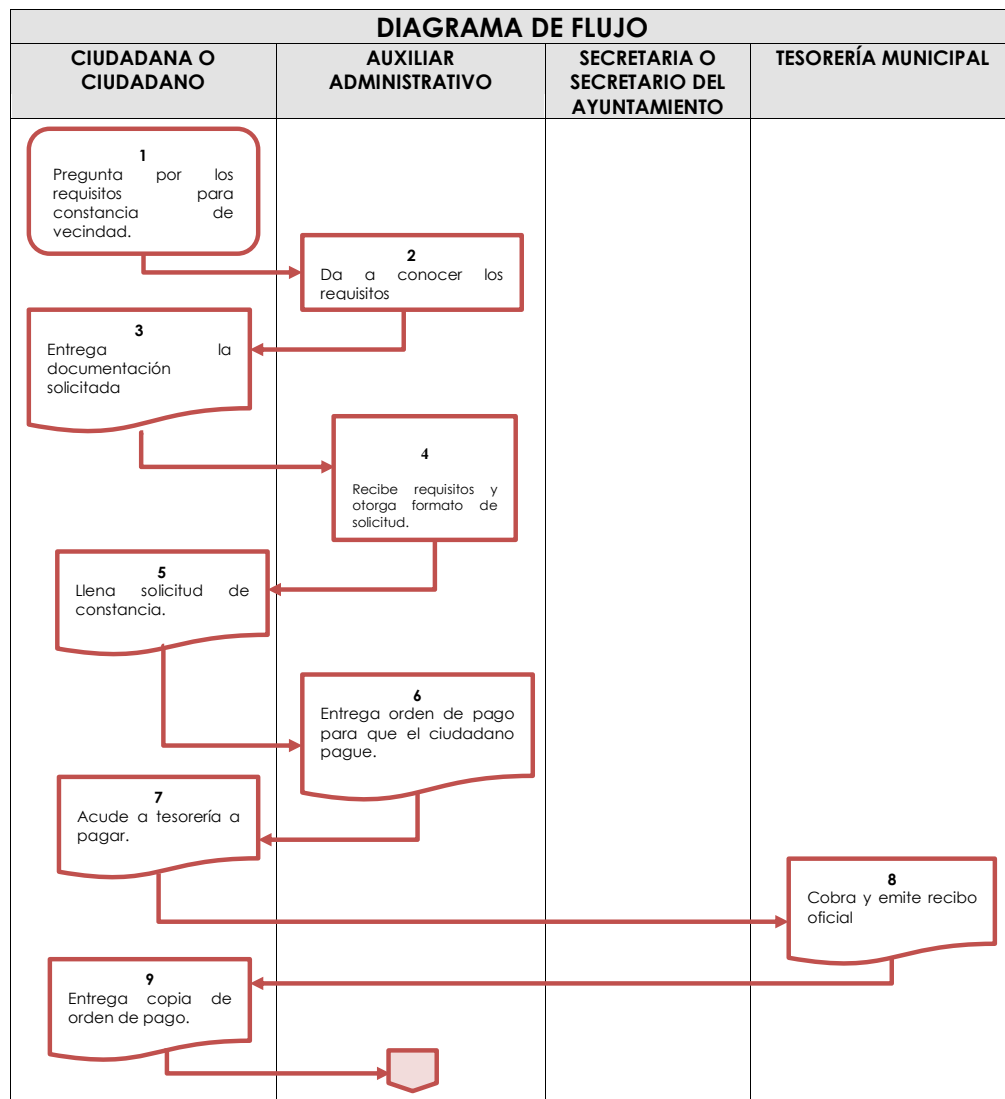 DIAGRAMA DE FLUJO
CIUDADANA O
CIUDADANO
AUXILIAR
ADMINISTRATIVO
SECRETARIA O
SECRETARIO DEL
AYUNTAMIENTO
TESORERÍA MUNICIPAL
1
Pregunta por los
requisitos para
constancia de
vecindad.
2
Da a conocer los
requisitos
3
Entrega la
documentación
solicitada
4
Recibe requisitos y
otorga formato de
solicitud.
5
Llena solicitud de
constancia.
6
Entrega orden de pago
para que el ciudadano
pague.
7
Acude a tesorería a
pagar.
8
Cobra y emite recibo
oficial
9
Entrega copia de
orden de pago.